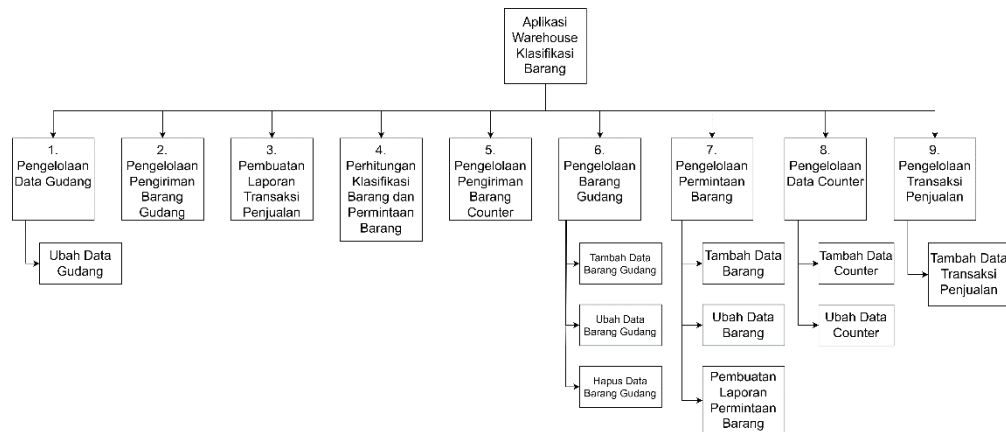 Aplikasi
Warehouse
Klasifikasi
Barang
1.
Pengelolaan
Data Gudang
2.
Pengelolaan
Pengiriman
Barang
Gudang
3.
Pembuatan
Laporan
Transaksi
Penjualan
4.
Perhitungan
Klasifikasi
Barang dan
Permintaan
Barang
5.
Pengelolaan
Pengiriman
Barang
Counter
6.
Pengelolaan
Barang
Gudang
7.
Pengelolaan
Permintaan
Barang
8.
Pengelolaan
Data Counter
9.
Pengelolaan
Transaksi
Penjualan
Ubah Data
Gudang
Tambah Data
Barang Gudang
Ubah Data
Barang Gudang
Hapus Data
Barang Gudang
Tambah Data
Barang
Ubah Data
Barang
Pembuatan
Laporan
Permintaan
Barang
Tambah Data
Counter
Ubah Data
Counter
Tambah Data
Transaksi
Penjualan